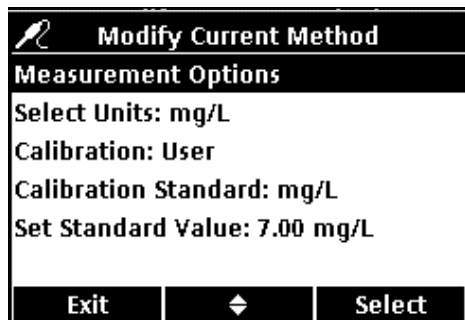 Modify Current Method
Measurement Options
Select Units: mg/L
Calibration: User
Calibration Standard: mg/L
Set Standard Value: 7.00 mg/L
Exit Select